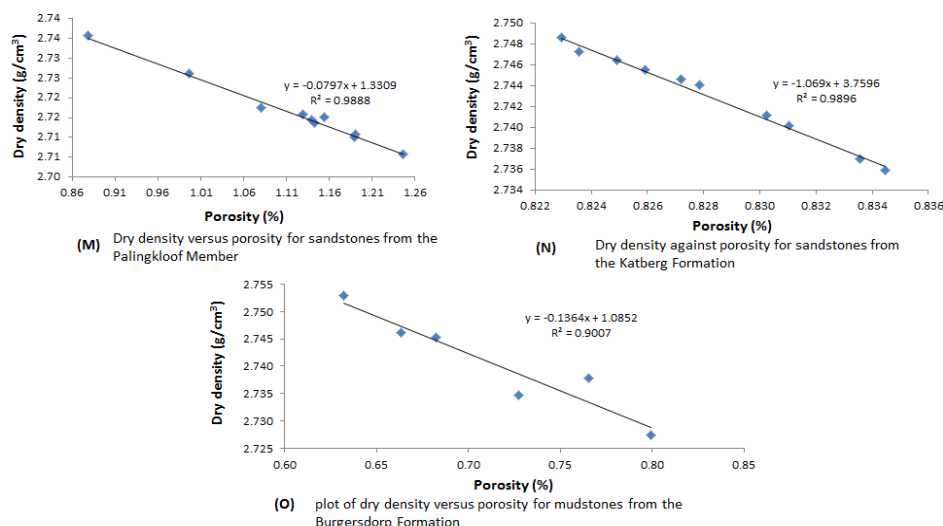 2.74
2.73
2.73
2.72
2.72
2.71
2.71
2.70
Dry density (g/cm³)
0.86 0.91 0.96 1.01 1.06 1.11 1.16 1.21 1.26
y = -0.0797x + 1.3309
R² = 0.9888
Porosity (%)
(M) Dry density versus porosity for sandstones from the
Palingkloof Member
2.750
2.748
2.746
2.744
2.742
2.740
2.738
2.736
2.734
Dry density (g/cm³)
0.822 0.824 0.826 0.828 0.830 0.832 0.834 0.836
y = -1.069x + 3.7596
R² = 0.9896
Porosity (%)
(N) Dry density against porosity for sandstones from
the Katberg Formation
2.755
2.750
2.745
2.740
2.735
2.730
2.725
Dry density (g/cm³)
0.60 0.65 0.70 0.75 0.80 0.85
y = -0.1364x + 1.0852
R² = 0.9007
Porosity (%)
(O) plot of dry density versus porosity for mudstones from the
Burgersdorp Formation